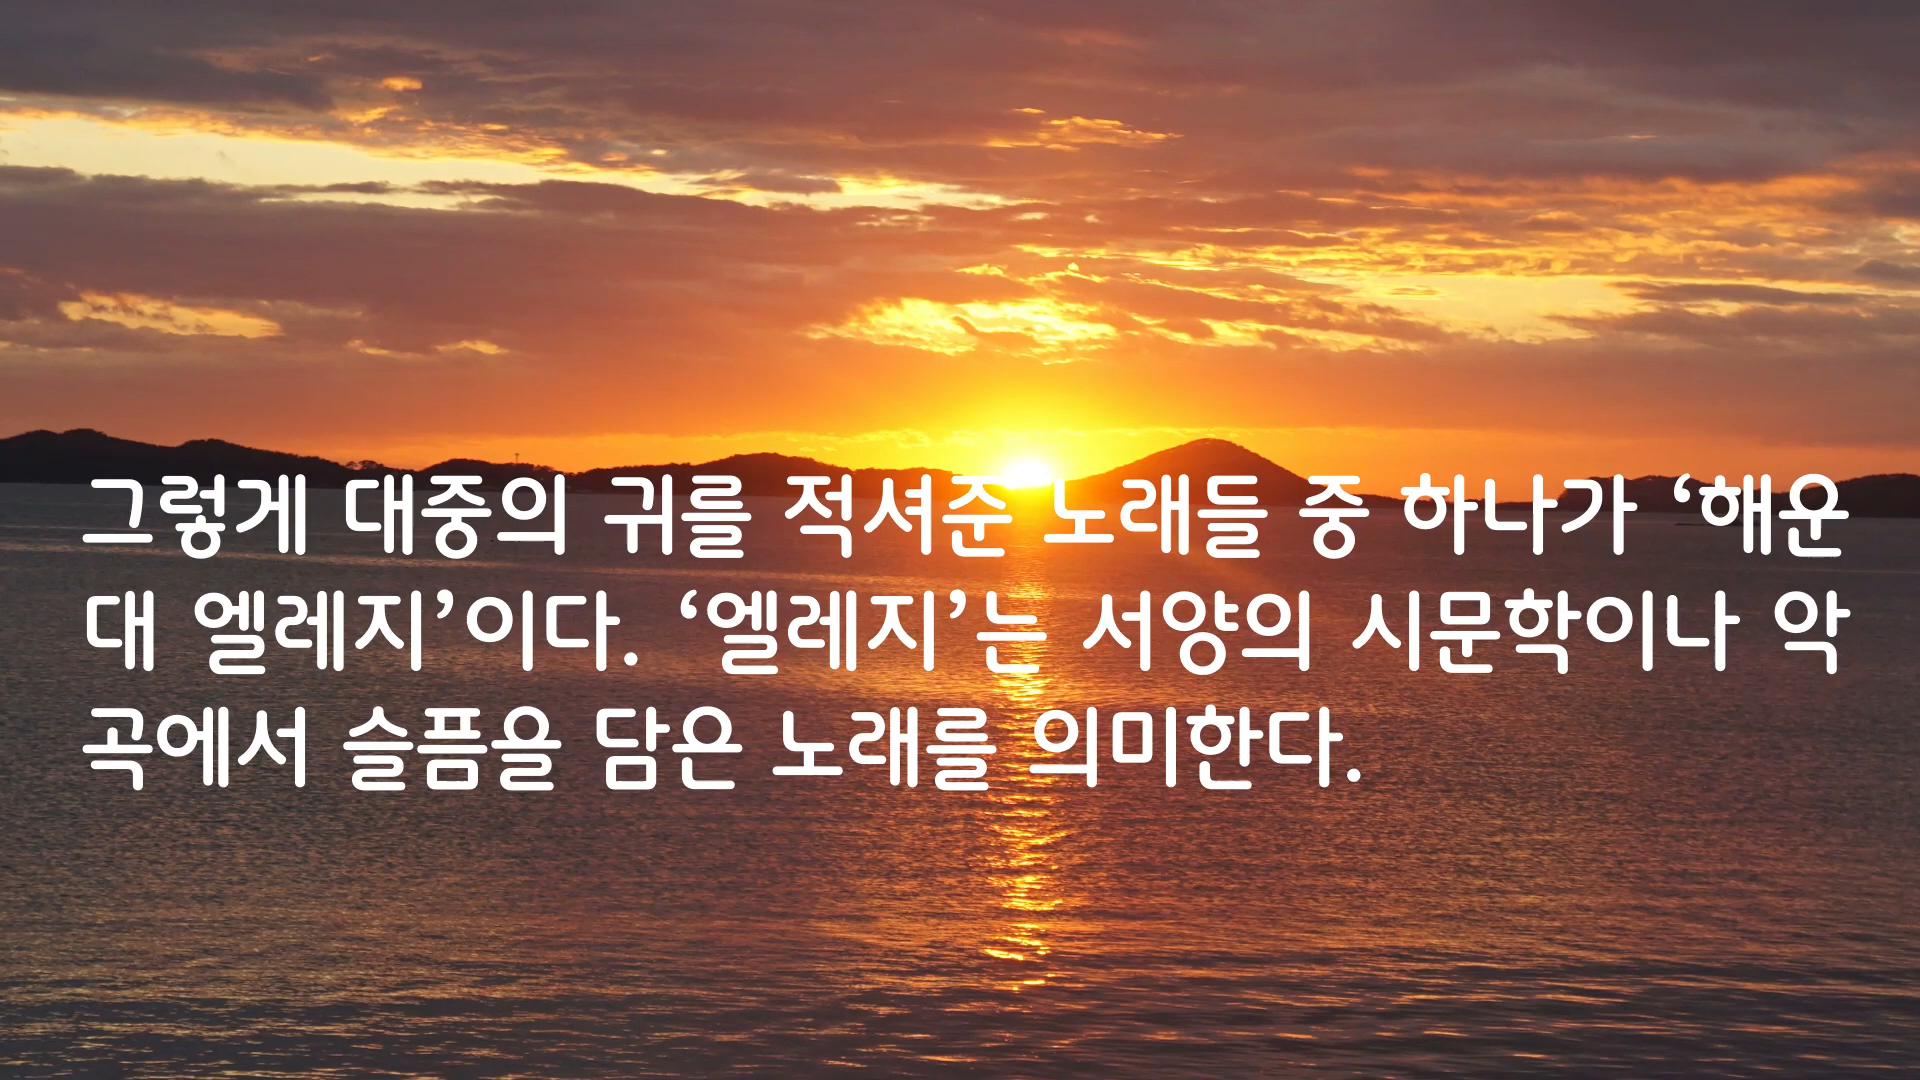 그렇게 대중의 귀를 적셔준 노래들 중 하나가 ‘해운
대 엘레지’이다. ‘엘레지’는 서양의 시문학이나 악
곡에서 슬픔을 담은 노래를 의미한다.